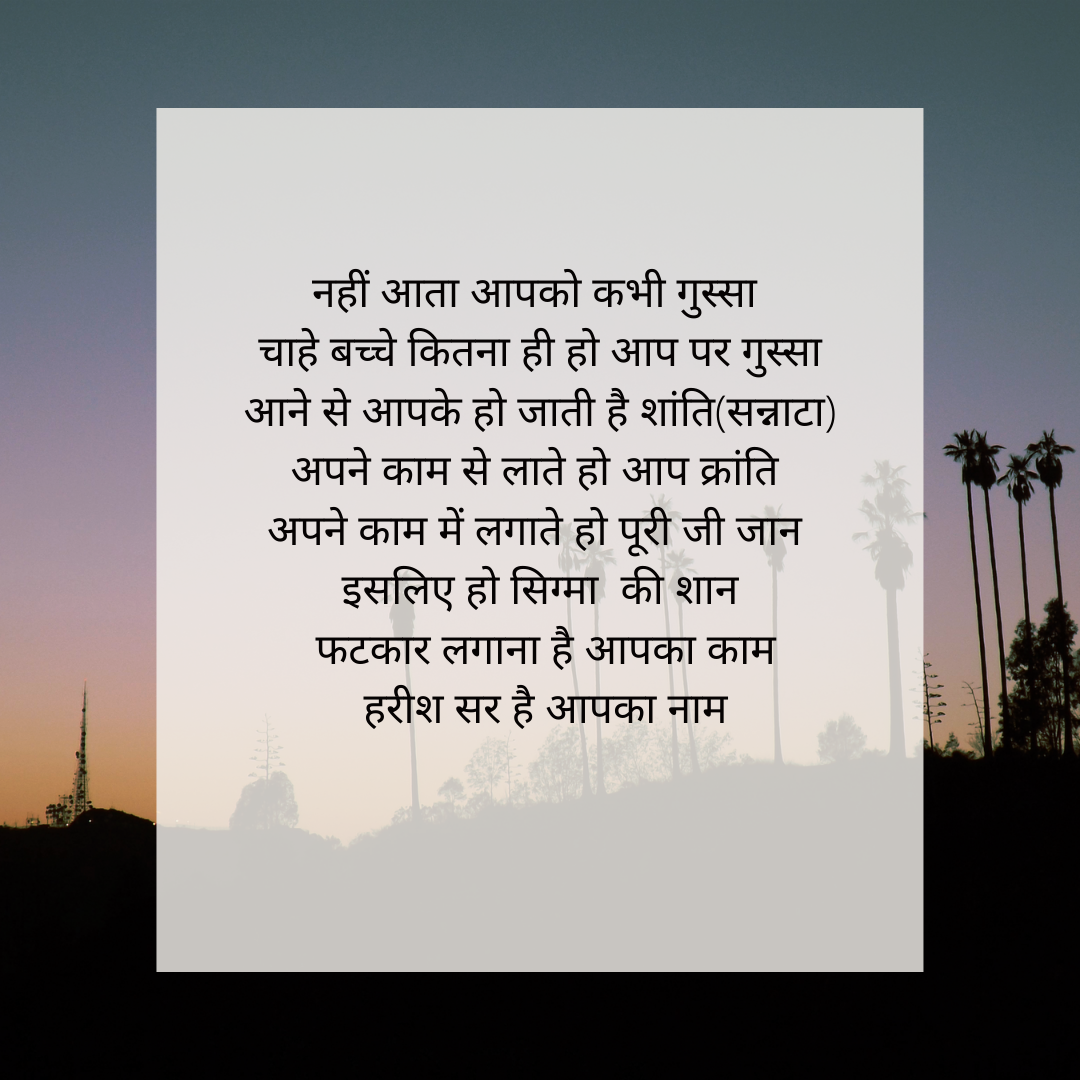 नहीं आता आपको कभी गुस्सा
चाहे बच्चे कितना ही हो आप पर गुस्सा
आने से आपके हो जाती है शांति(सन्नाटा)
अपने काम से लाते हो आप क्रांति
अपने काम में लगाते हो पूरी जी जान
इसलिए हो सिग्मा की शान
फटकार लगाना है आपका काम
हरीश सर है आपका नाम